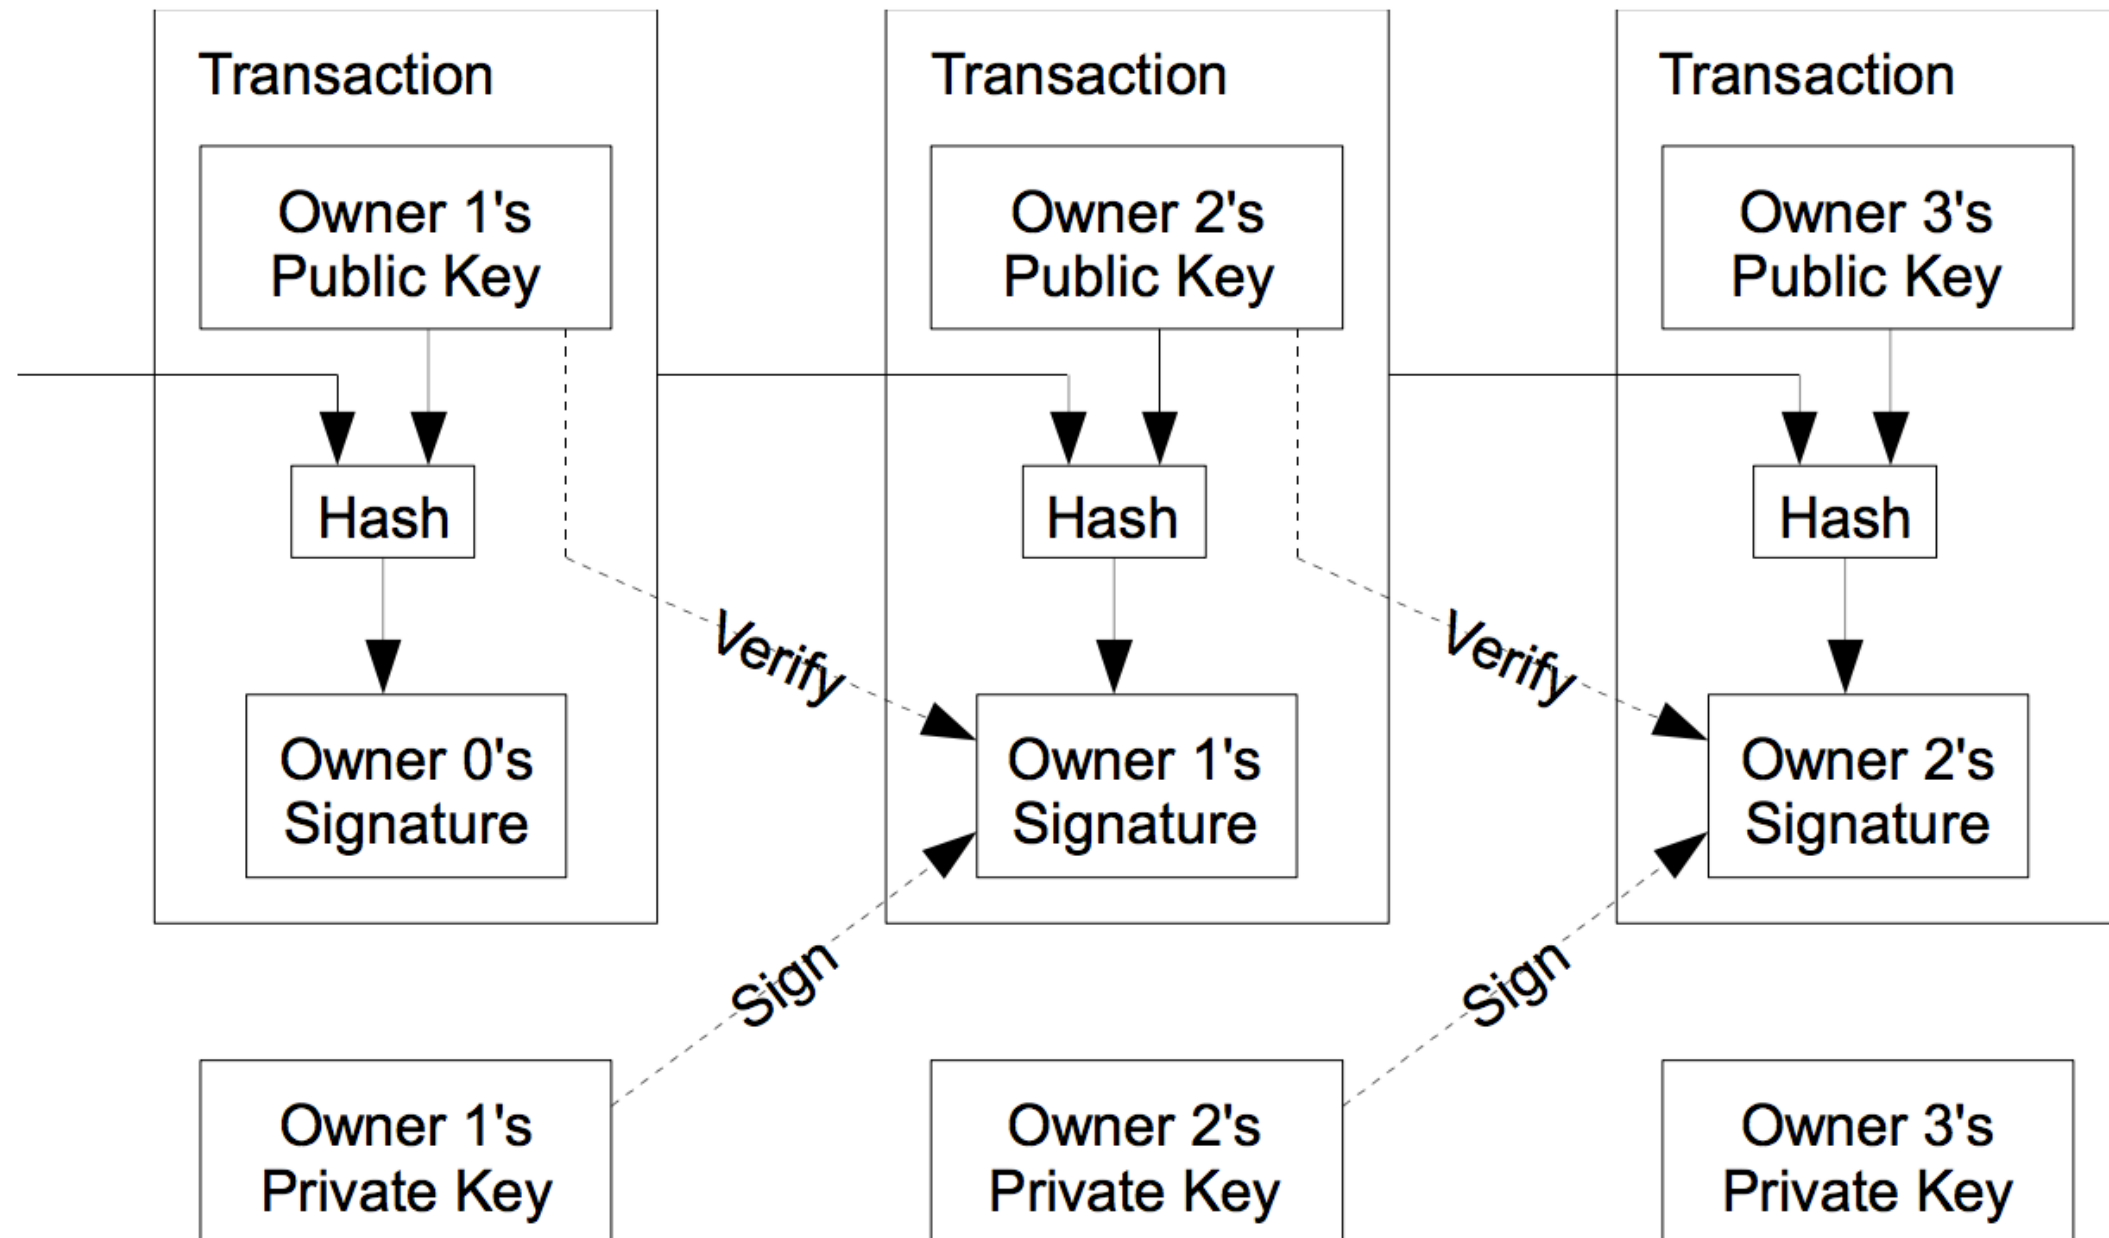 Transaction
Owner 1's
Public Key
Hash
Owner 0's
Signature
Transaction
Owner 2's
Public Key
Hash
Owner 1's
Signature
Transaction
Owner 3's
Public Key
Hash
Owner 2's
Signature
Verify
Verify
Sign
Sign
Owner 1's
Private Key
Owner 2's
Private Key
Owner 3's
Private Key